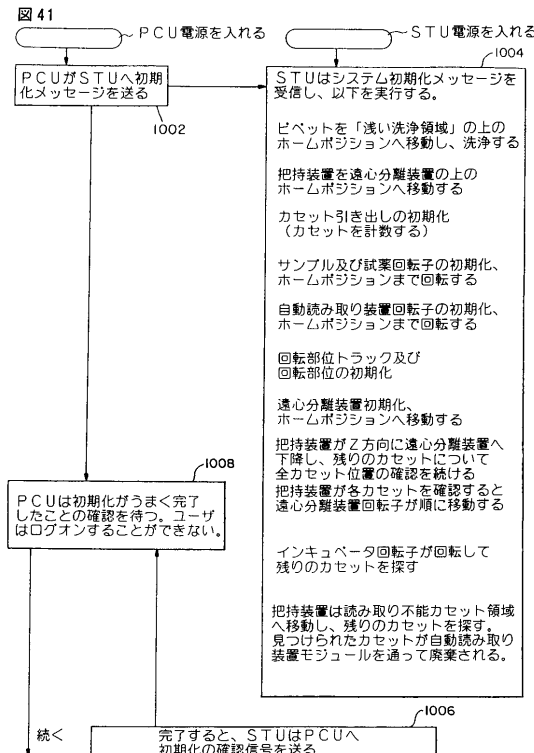 図41
PCU電源を入れる
STU電源を入れる
PCUがSTUへ初期
化メッセージを送る
1002
1004
STUはシステム初期化メッセージを
受信し、以下を実行する。
ピペットを「浅い洗浄領域」の上の
ホームポジションへ移動し、洗浄する
把持装置を遠心分離装置の上の
ホームポジションへ移動する
カセット引き出しの初期化
(カセットを計数する)
サンプル及び試薬回転子の初期化、
ホームポジションまで回転する
自動読み取り装置回転子の初期化、
ホームポジションまで回転する
回転部位トラック及び
回転部位の初期化
遠心分離装置初期化、
ホームポジションへ移動する
把持装置がZ方向に遠心分離装置へ
下降し、残りのカセットについて
全カセット位置の確認を続ける
把持装置が各カセットを確認すると
遠心分離装置回転子が順に移動する
インキュベータ回転子が回転して
残りのカセットを探す
把持装置は読み取り不能カセット領域
へ移動し、残りのカセットを探す。
見つけられたカセットが自動読み取り
装置モジュールを通って廃棄される。
1008
PCUは初期化がうまく完了
したことの確認を待つ。ユーザ
はログオンすることができない。
1006
続く
完了すると、STUはPCUへ
初期化の確認信号を送る